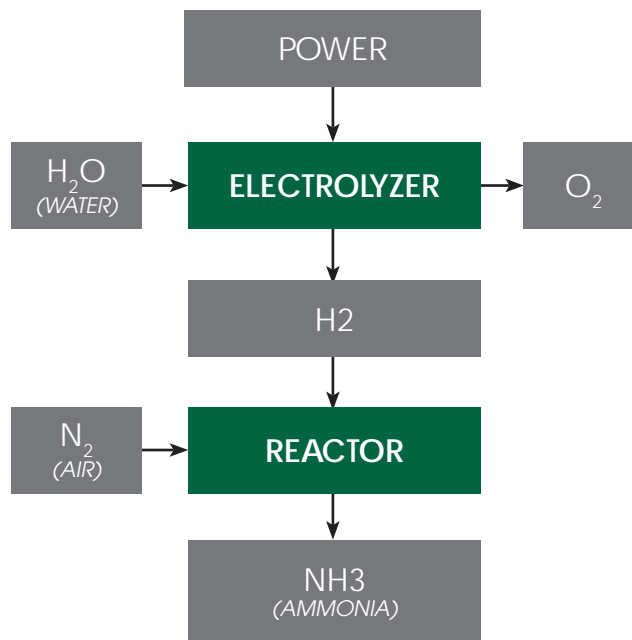 POWER
H₂O
(WATER)
ELECTROLYZER
O₂
H2
N₂
(AIR)
REACTOR
NH3
(AMMONIA)